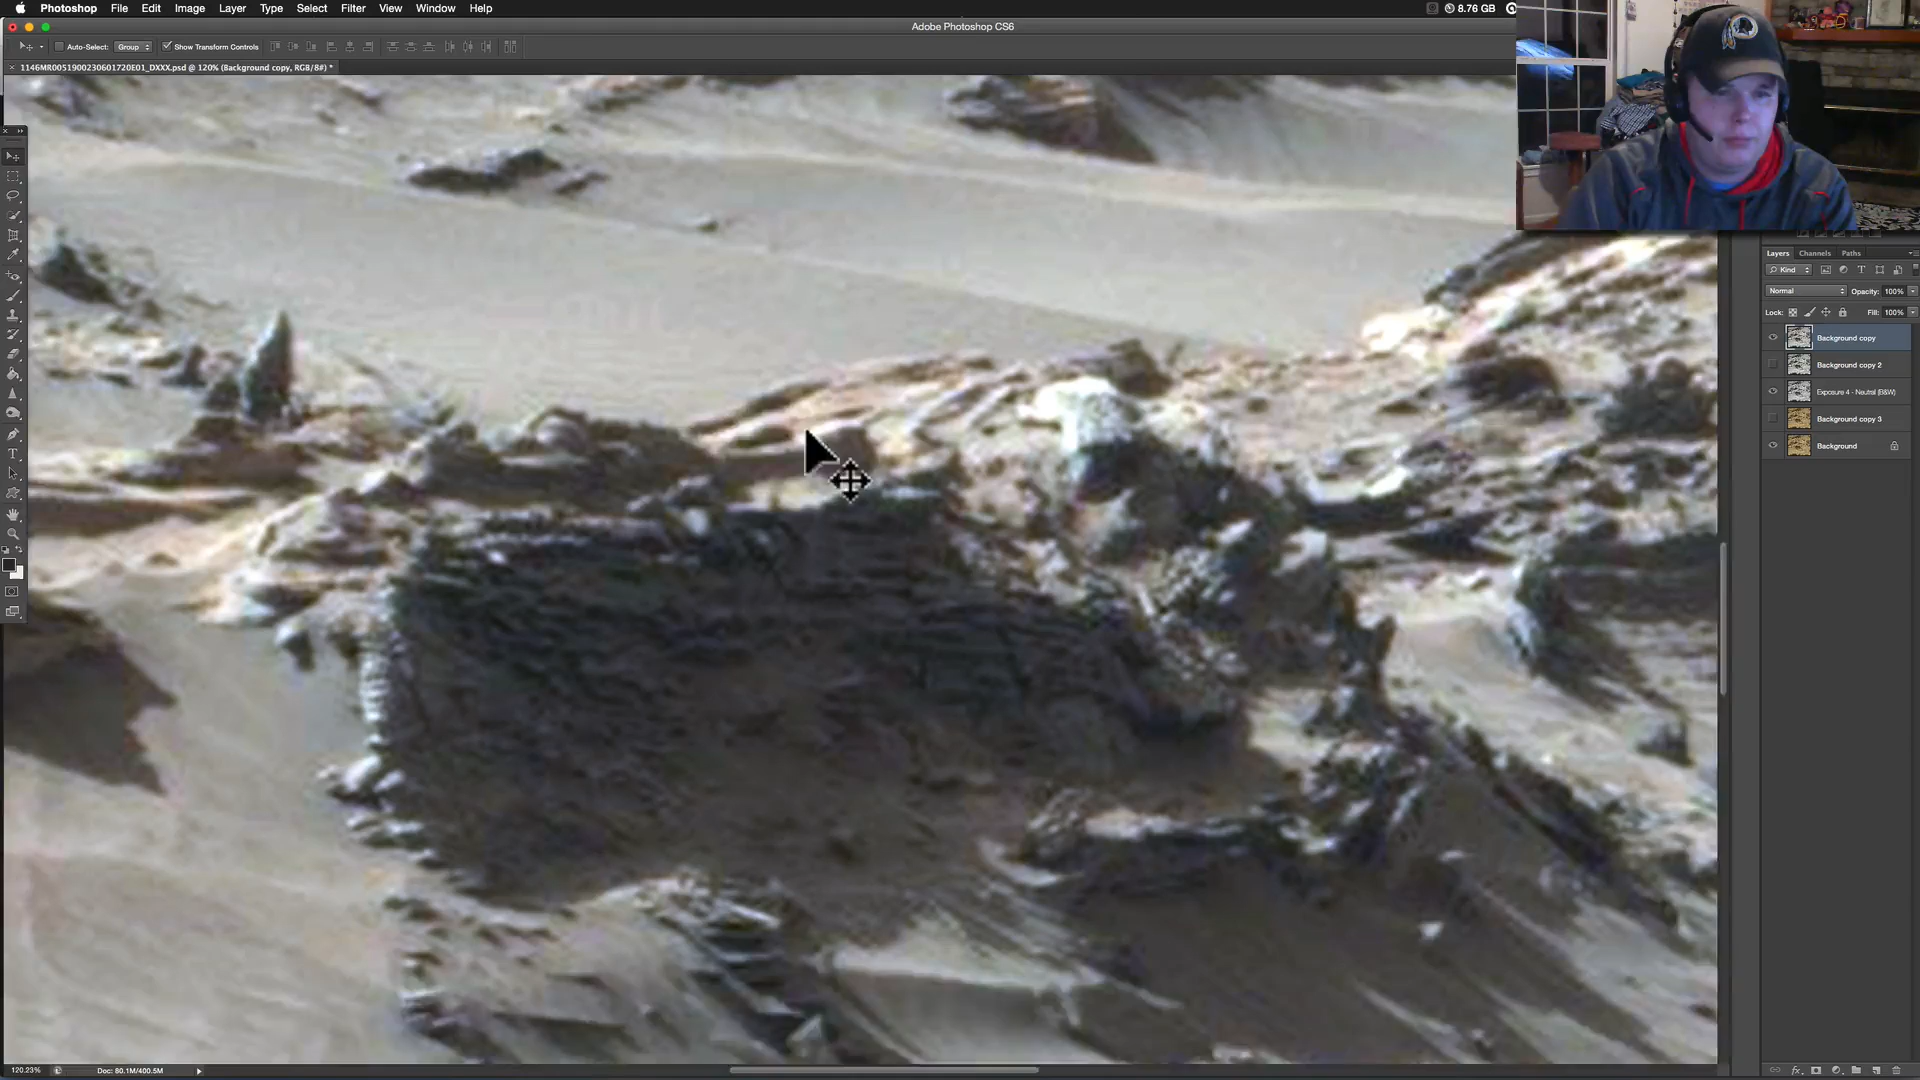 Photoshop File Edit Image Layer Type Select Filter View Window Help
8.76 GB
Adobe Photoshop CS6
Auto-Select: Group Show Transform Controls
1146MR0051900230601720E01_DXXX.psd @ 120% (Background copy, RGB/8#) *
Layers Channels Paths
Kind
Normal Opacity: 100%
Lock: Fill: 100%
Background copy
Background copy 2
Exposure 4 - Neutral (B&W)
Background copy 3
Background
120.23% Doc: 80.1M/400.5M